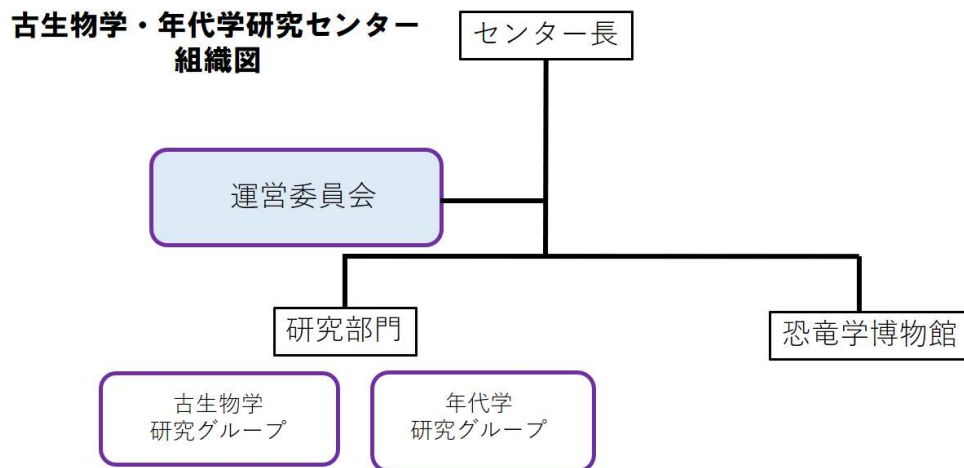 古生物学・年代学研究センター
組織図
センター長
運営委員会
研究部門
恐竜学博物館
古生物学
研究グループ
年代学
研究グループ